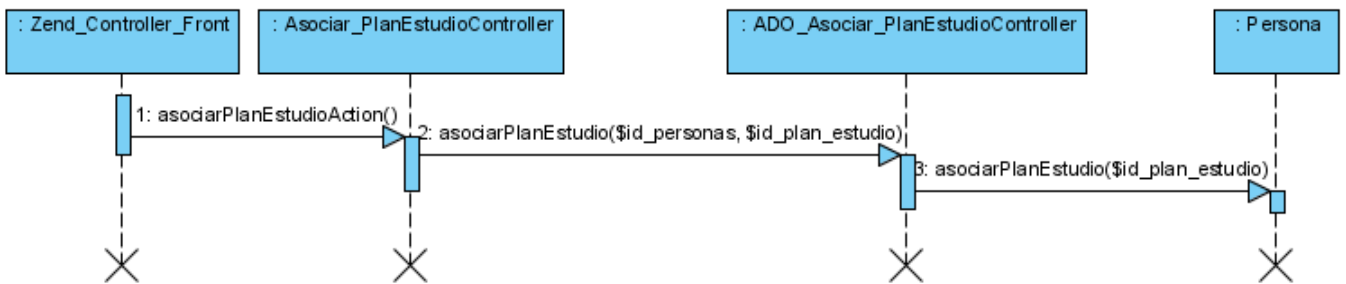 : Zend_Controller_Front
: Asociar_PlanEstudioController
: ADO_Asociar_PlanEstudioController
: Persona
1: asociarPlanEstudioAction()
2: asociarPlanEstudio($id_personas, $id_plan_estudio)
3: asociarPlanEstudio($id_plan_estudio)